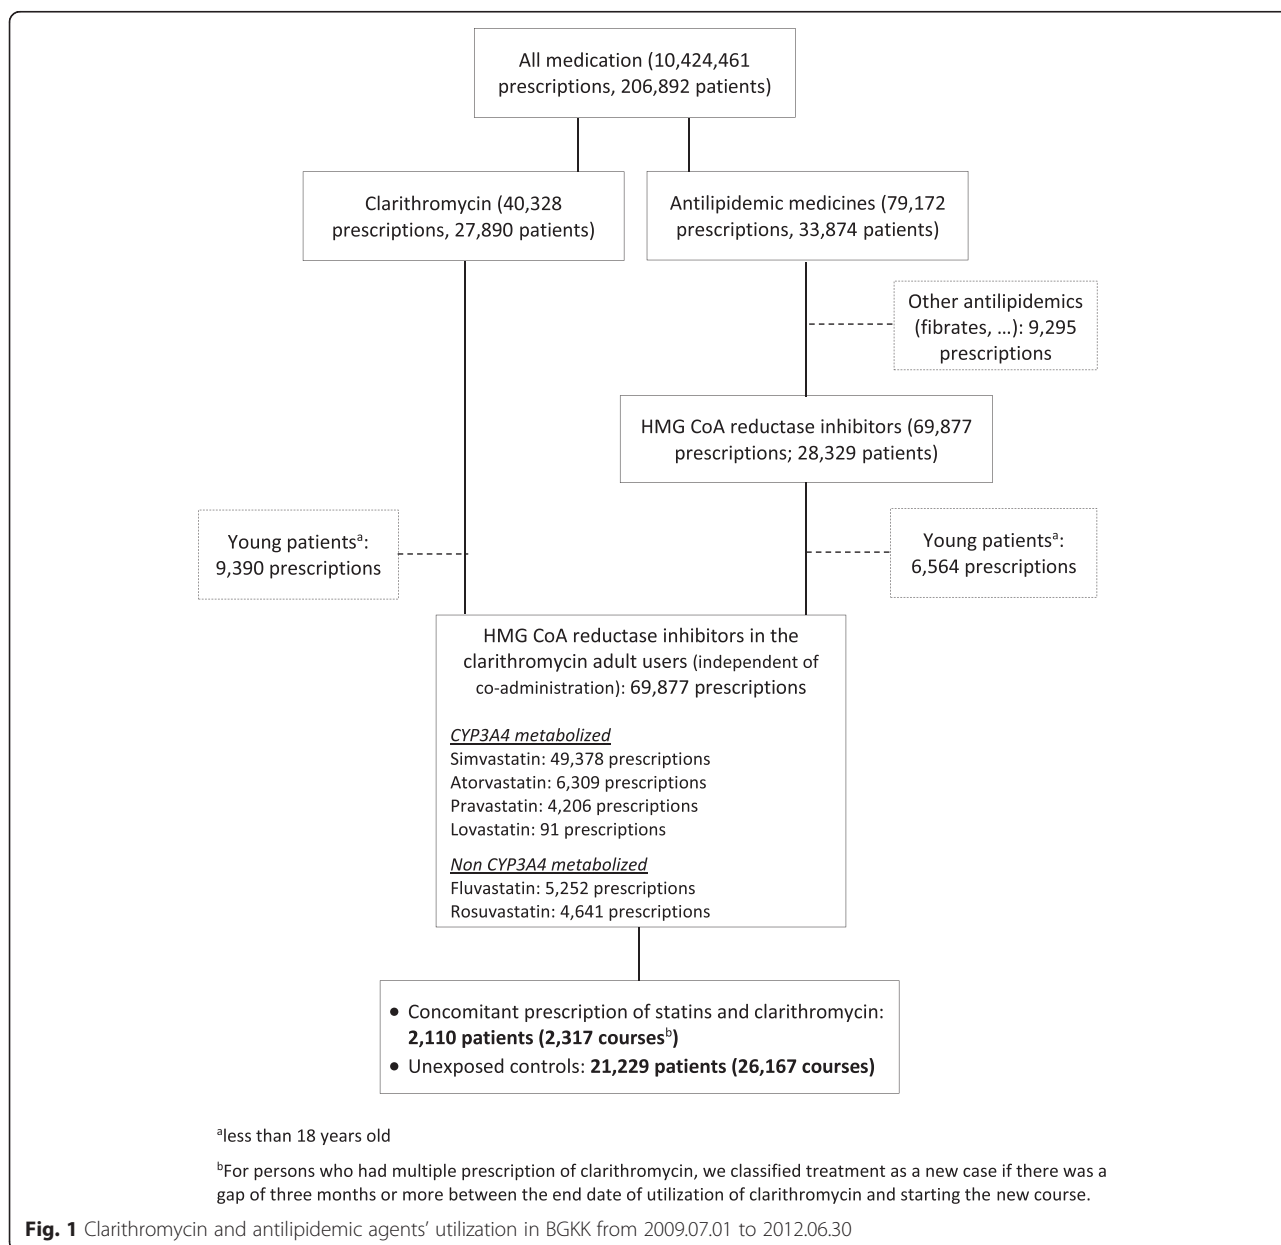 All medication (10,424,461
prescriptions, 206,892 patients)
Clarithromycin (40,328
prescriptions, 27,890 patients)
Antilipidemic medicines (79,172
prescriptions, 33,874 patients)
Other antilipidemics
(fibrates, ...): 9,295
prescriptions
HMG CoA reductase inhibitors (69,877
prescriptions; 28,329 patients)
Young patientsᵃ:
9,390 prescriptions
Young patientsᵃ:
6,564 prescriptions
HMG CoA reductase inhibitors in the
clarithromycin adult users (independent of
co-administration): 69,877 prescriptions
CYP3A4 metabolized
Simvastatin: 49,378 prescriptions
Atorvastatin: 6,309 prescriptions
Pravastatin: 4,206 prescriptions
Lovastatin: 91 prescriptions
Non CYP3A4 metabolized
Fluvastatin: 5,252 prescriptions
Rosuvastatin: 4,641 prescriptions
• Concomitant prescription of statins and clarithromycin:
2,110 patients (2,317 coursesᵇ)
• Unexposed controls: 21,229 patients (26,167 courses)
ᵃless than 18 years old
ᵇFor persons who had multiple prescription of clarithromycin, we classified treatment as a new case if there was a
gap of three months or more between the end date of utilization of clarithromycin and starting the new course.
Fig. 1 Clarithromycin and antilipidemic agents' utilization in BGKK from 2009.07.01 to 2012.06.30